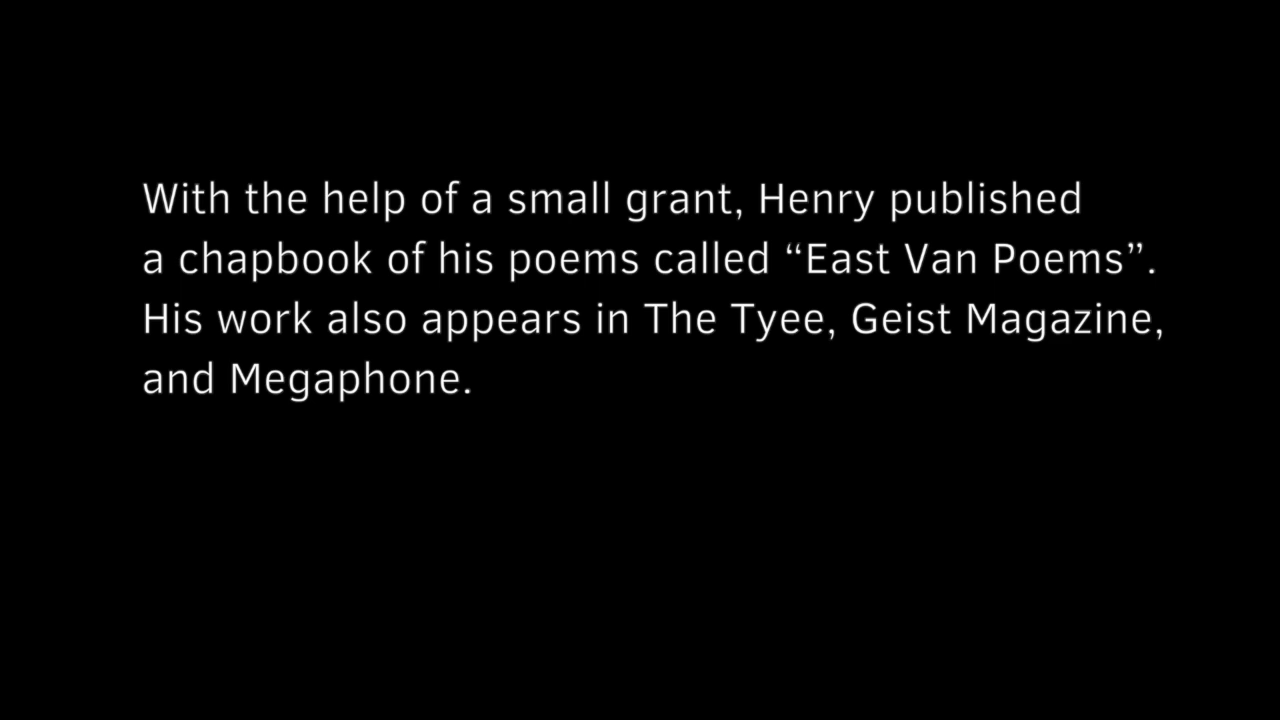 With the help of a small grant, Henry published
a chapbook of his poems called “East Van Poems”.
His work also appears in The Tyee, Geist Magazine,
and Megaphone.